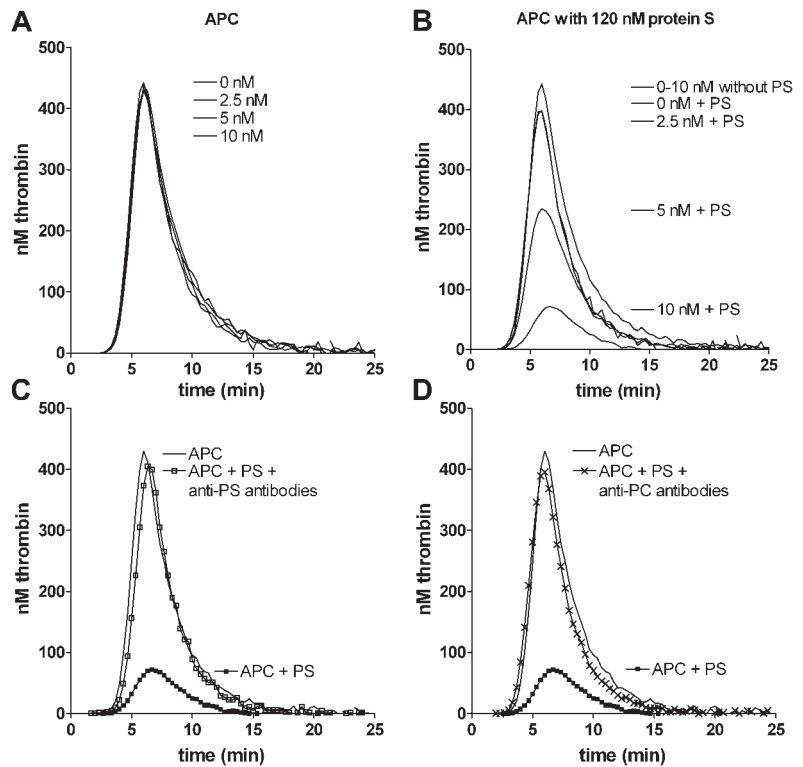 A
APC
500
400
300
200
100
0
nM thrombin
0 nM
2.5 nM
5 nM
10 nM
0
5
10
15
20
25
time (min)
B
APC with 120 nM protein S
500
400
300
200
100
0
nM thrombin
0-10 nM without PS
0 nM + PS
2.5 nM + PS
5 nM + PS
10 nM + PS
0
5
10
15
20
25
time (min)
C
500
400
300
200
100
0
nM thrombin
APC
APC + PS +
anti-PS antibodies
APC + PS
0
5
10
15
20
25
time (min)
D
500
400
300
200
100
0
nM thrombin
APC
APC + PS +
anti-PC antibodies
APC + PS
0
5
10
15
20
25
time (min)